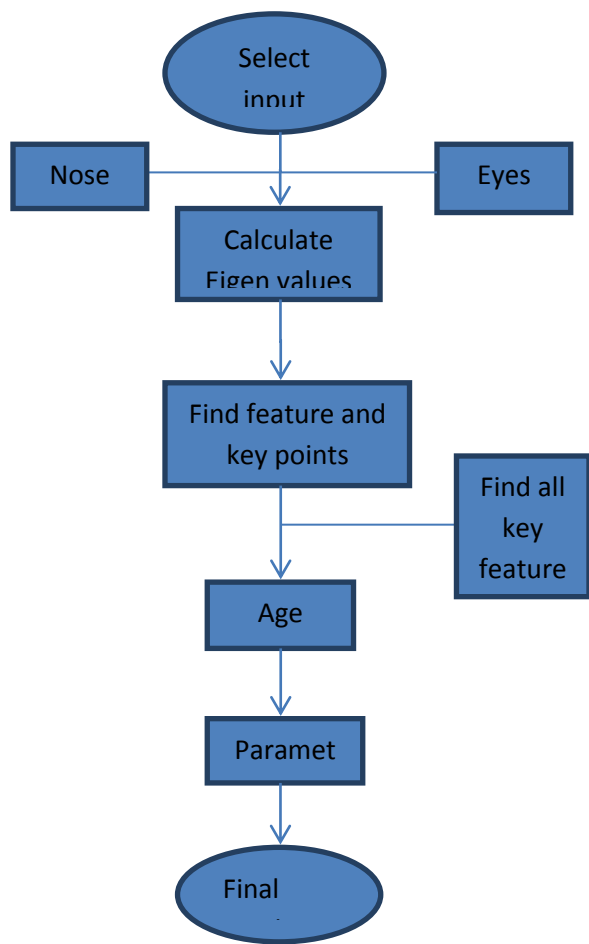 Select
input
Nose
Eyes
Calculate
Eigen values
Find feature and
key points
Find all
key
feature
Age
Paramet
Final